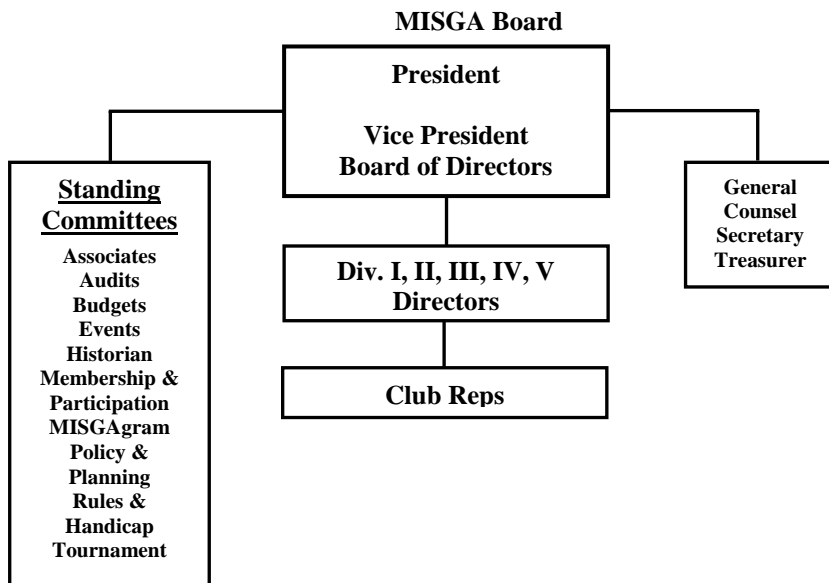 MISGA Board
President
Vice President
Board of Directors
Standing
Committees
Associates
Audits
Budgets
Events
Historian
Membership &
Participation
MISGAgram
Policy &
Planning
Rules &
Handicap
Tournament
Div. I, II, III, IV, V
Directors
Club Reps
General
Counsel
Secretary
Treasurer